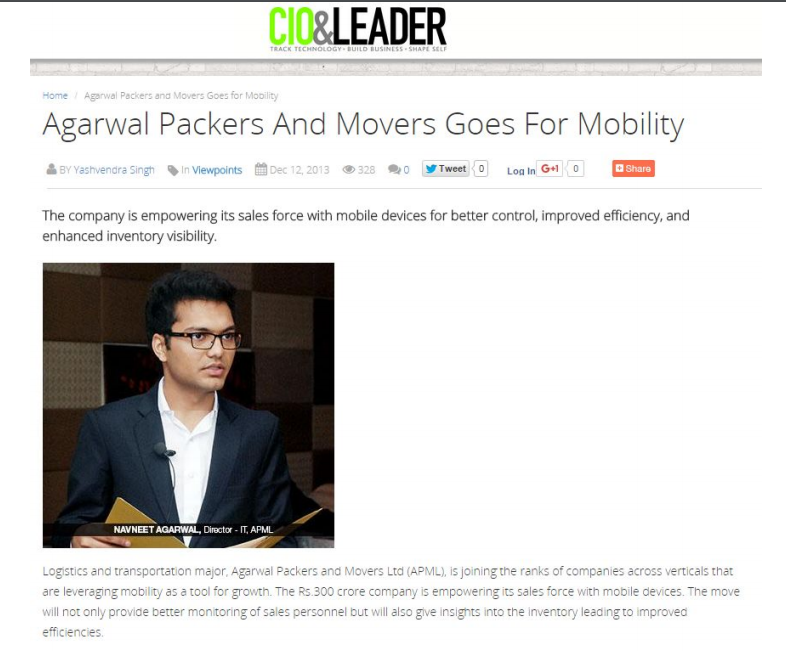 CIO&LEADER
TRACK TECHNOLOGY • BUILD BUSINESS • SHAPE SELF
Home / Agarwal Packers and Movers Goes for Mobility
Agarwal Packers And Movers Goes For Mobility
BY Yashvendra Singh In Viewpoints Dec 12, 2013 328 0 Tweet 0 Log In G+1 0 Share
The company is empowering its sales force with mobile devices for better control, improved efficiency, and
enhanced inventory visibility.
NAVNEET AGARWAL, Director - IT, APML
Logistics and transportation major, Agarwal Packers and Movers Ltd (APML), is joining the ranks of companies across verticals that
are leveraging mobility as a tool for growth. The Rs.300 crore company is empowering its sales force with mobile devices. The move
will not only provide better monitoring of sales personnel but will also give insights into the inventory leading to improved
efficiencies.